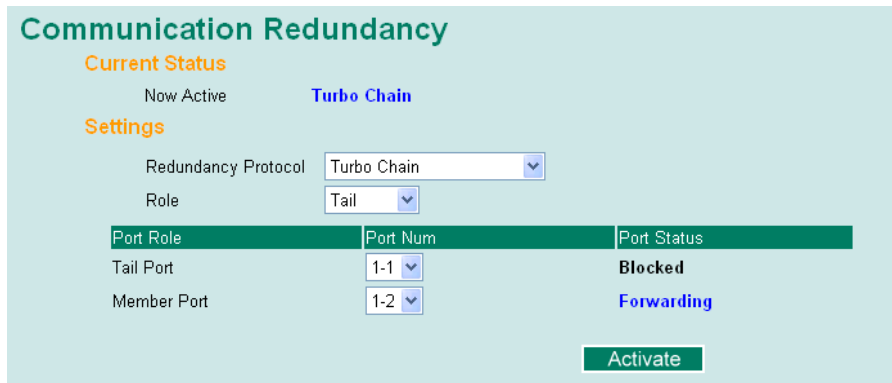 Communication Redundancy
Current Status
Now Active Turbo Chain
Settings
Redundancy Protocol Turbo Chain
Role Tail
Port Role Port Num Port Status
Tail Port 1-1 Blocked
Member Port 1-2 Forwarding
Activate